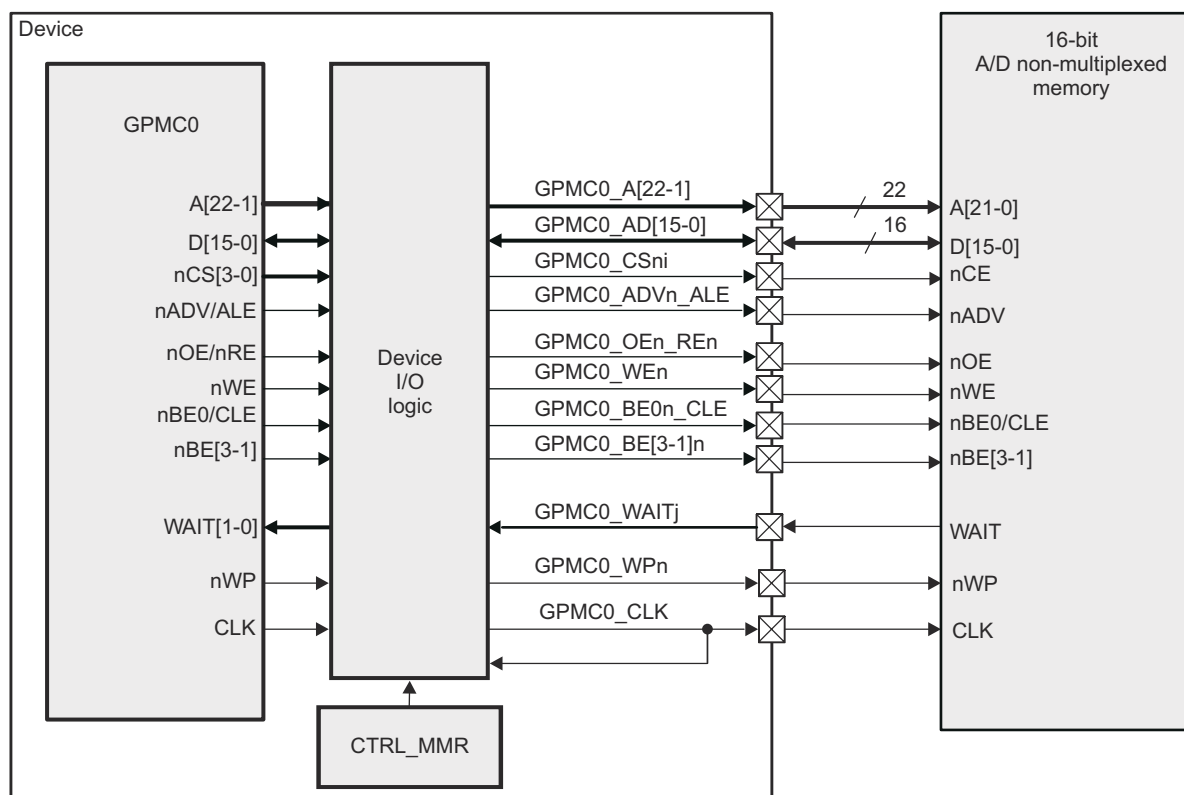 Device
GPMC0
A[22-1]
D[15-0]
nCS[3-0]
nADV/ALE
nOE/nRE
nWE
nBE0/CLE
nBE[3-1]
WAIT[1-0]
nWP
CLK
Device
I/O
logic
CTRL_MMR
GPMC0_A[22-1]
GPMC0_AD[15-0]
GPMC0_CSni
GPMC0_ADVn_ALE
GPMC0_OEn_REn
GPMC0_WEn
GPMC0_BE0n_CLE
GPMC0_BE[3-1]n
GPMC0_WAITj
GPMC0_WPn
GPMC0_CLK
22
16
16-bit
A/D non-multiplexed
memory
A[21-0]
D[15-0]
nCE
nADV
nOE
nWE
nBE0/CLE
nBE[3-1]
WAIT
nWP
CLK